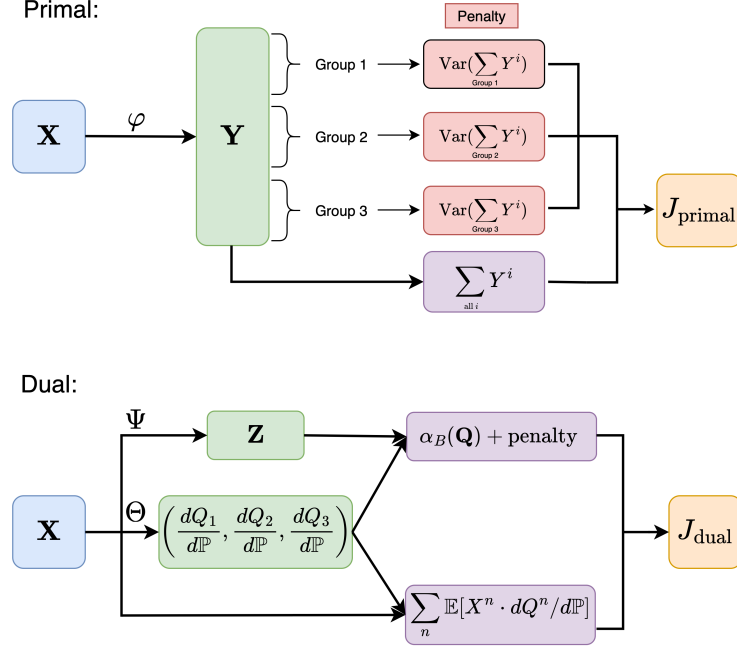 Primal:
Penalty
X
φ
Y
Group 1
Var(∑ Y^i)
Group 1
Group 2
Var(∑ Y^i)
Group 2
Group 3
Var(∑ Y^i)
Group 3
∑ Y^i
all i
J_primal
Dual:
Ψ
Z
α_B(𝐐) + penalty
X
Θ
(dQ_1/dℙ, dQ_2/dℙ, dQ_3/dℙ)
J_dual
∑ 𝔼[X^n · dQ^n/dℙ]
n